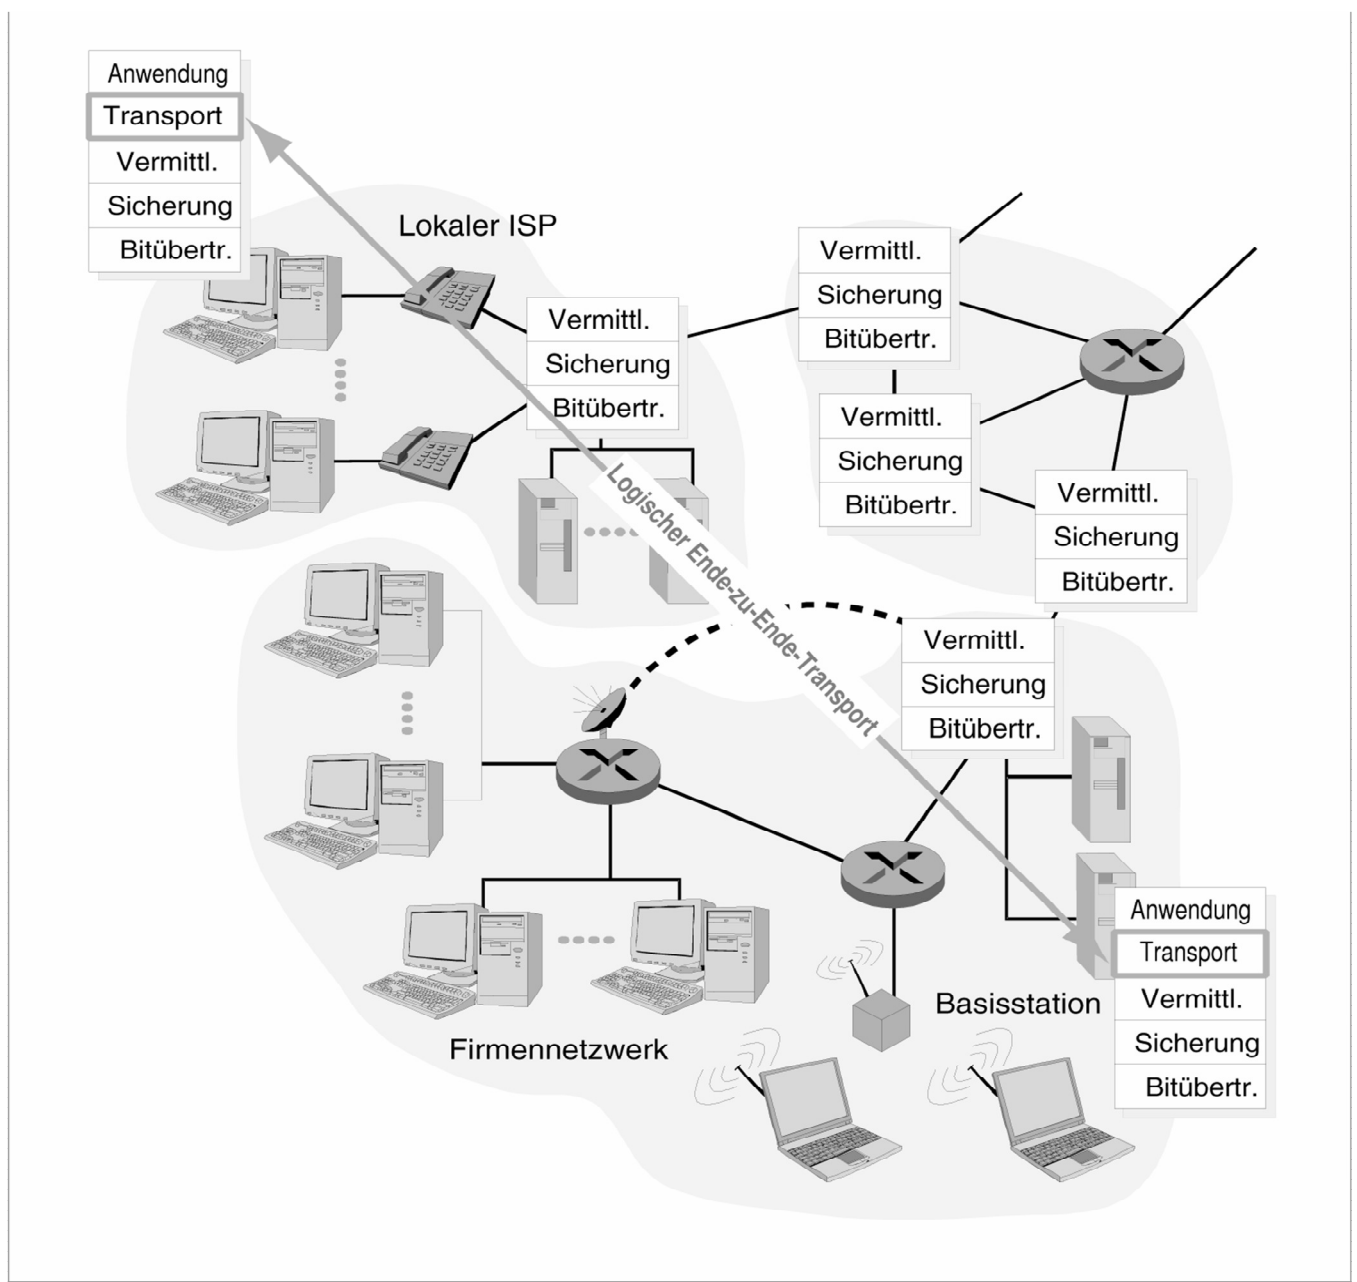 Anwendung
Transport
Vermittl.
Sicherung
Bitübertr.
Lokaler ISP
Vermittl.
Sicherung
Bitübertr.
Vermittl.
Sicherung
Bitübertr.
Vermittl.
Sicherung
Bitübertr.
Vermittl.
Sicherung
Bitübertr.
Logischer Ende-zu-Ende-Transport
Vermittl.
Sicherung
Bitübertr.
Anwendung
Transport
Vermittl.
Sicherung
Bitübertr.
Basisstation
Firmennetzwerk